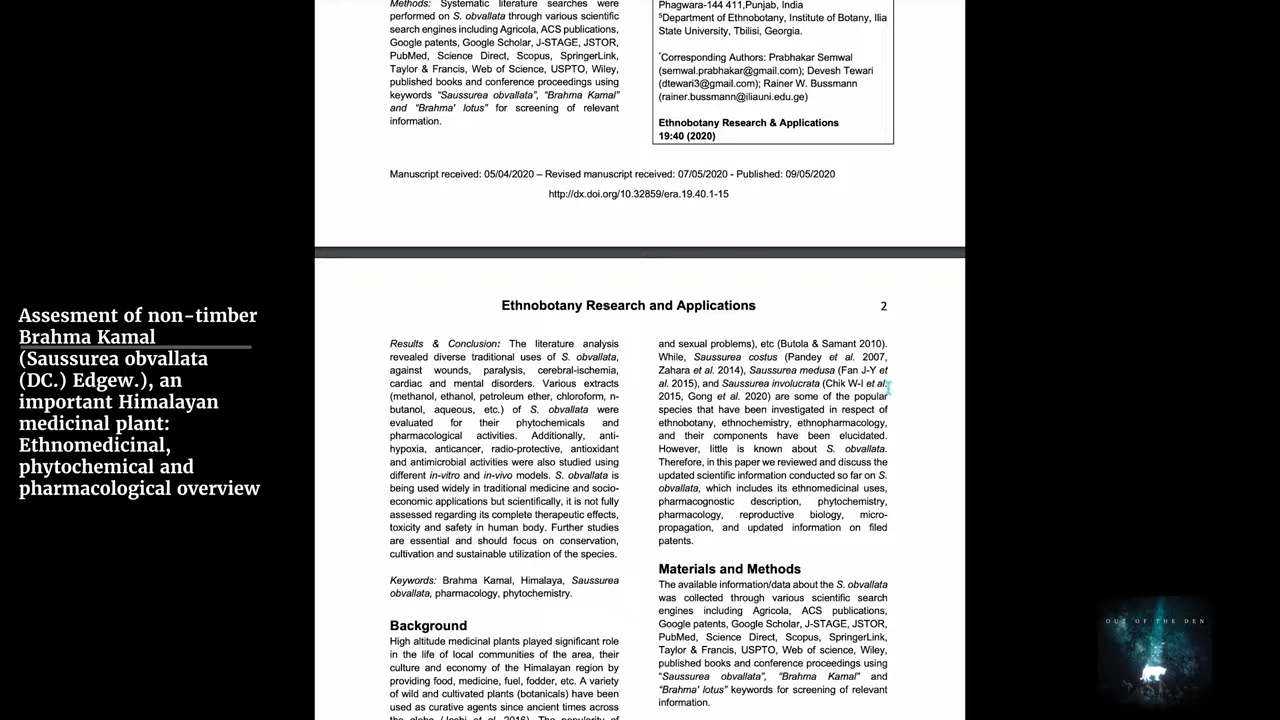 Assesment of non-timber
Brahma Kamal
(Saussurea obvallata
(DC.) Edgew.), an
important Himalayan
medicinal plant:
Ethnomedicinal,
phytochemical and
pharmacological overview
Methods: Systematic literature searches were
performed on S. obvallata through various scientific
search engines including Agricola, ACS publications,
Google patents, Google Scholar, J-STAGE, JSTOR,
PubMed, Science Direct, Scopus, SpringerLink,
Taylor & Francis, Web of Science, USPTO, Wiley,
published books and conference proceedings using
keywords “Saussurea obvallata”, “Brahma Kamal”
and “Brahma' lotus” for screening of relevant
information.
Phagwara-144 411,Punjab, India
5Department of Ethnobotany, Institute of Botany, Ilia
State University, Tbilisi, Georgia.
*Corresponding Authors: Prabhakar Semwal
(semwal.prabhakar@gmail.com); Devesh Tewari
(dtewari3@gmail.com); Rainer W. Bussmann
(rainer.bussmann@iliauni.edu.ge)
Ethnobotany Research & Applications
19:40 (2020)
Manuscript received: 05/04/2020 – Revised manuscript received: 07/05/2020 - Published: 09/05/2020
http://dx.doi.org/10.32859/era.19.40.1-15
Ethnobotany Research and Applications
2
Results & Conclusion: The literature analysis
revealed diverse traditional uses of S. obvallata,
against wounds, paralysis, cerebral-ischemia,
cardiac and mental disorders. Various extracts
(methanol, ethanol, petroleum ether, chloroform, n-
butanol, aqueous, etc.) of S. obvallata were
evaluated for their phytochemicals and
pharmacological activities. Additionally, anti-
hypoxia, anticancer, radio-protective, antioxidant
and antimicrobial activities were also studied using
different in-vitro and in-vivo models. S. obvallata is
being used widely in traditional medicine and socio-
economic applications but scientifically, it is not fully
assessed regarding its complete therapeutic effects,
toxicity and safety in human body. Further studies
are essential and should focus on conservation,
cultivation and sustainable utilization of the species.
Keywords: Brahma Kamal, Himalaya, Saussurea
obvallata, pharmacology, phytochemistry.
Background
High altitude medicinal plants played significant role
in the life of local communities of the area, their
culture and economy of the Himalayan region by
providing food, medicine, fuel, fodder, etc. A variety
of wild and cultivated plants (botanicals) have been
used as curative agents since ancient times across
the globe (Joshi et al. 2016). The popularity of
and sexual problems), etc (Butola & Samant 2010).
While, Saussurea costus (Pandey et al. 2007,
Zahara et al. 2014), Saussurea medusa (Fan J-Y et
al. 2015), and Saussurea involucrata (Chik W-I et al.
2015, Gong et al. 2020) are some of the popular
species that have been investigated in respect of
ethnobotany, ethnochemistry, ethnopharmacology,
and their components have been elucidated.
However, little is known about S. obvallata.
Therefore, in this paper we reviewed and discuss the
updated scientific information conducted so far on S.
obvallata, which includes its ethnomedicinal uses,
pharmacognostic description, phytochemistry,
pharmacology, reproductive biology, micro-
propagation, and updated information on filed
patents.
Materials and Methods
The available information/data about the S. obvallata
was collected through various scientific search
engines including Agricola, ACS publications,
Google patents, Google Scholar, J-STAGE, JSTOR,
PubMed, Science Direct, Scopus, SpringerLink,
Taylor & Francis, USPTO, Web of science, Wiley,
published books and conference proceedings using
“Saussurea obvallata”, “Brahma Kamal” and
“Brahma' lotus” keywords for screening of relevant
information.
OUT OF THE DEN